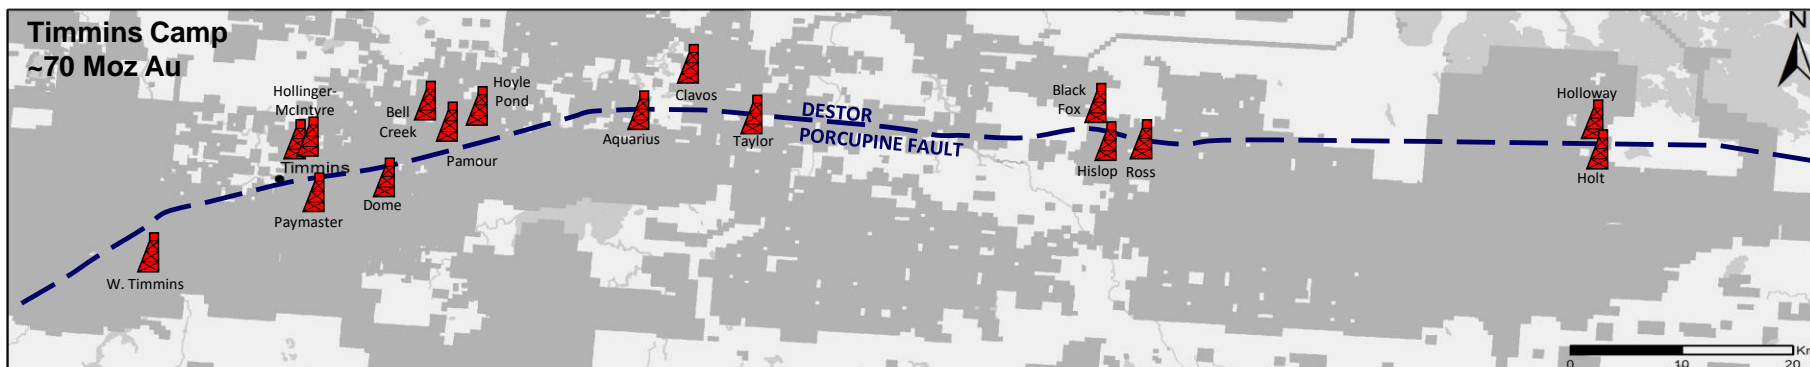 Timmins Camp
~70 Moz Au
N
Hollinger-
McIntyre
Bell
Creek
Hoyle
Pond
Pamour
Timmins
Paymaster
Dome
W. Timmins
Aquarius
Clavos
Taylor
DESTOR
PORCUPINE FAULT
Black
Fox
Hislop
Ross
Holloway
Holt
0
10
20